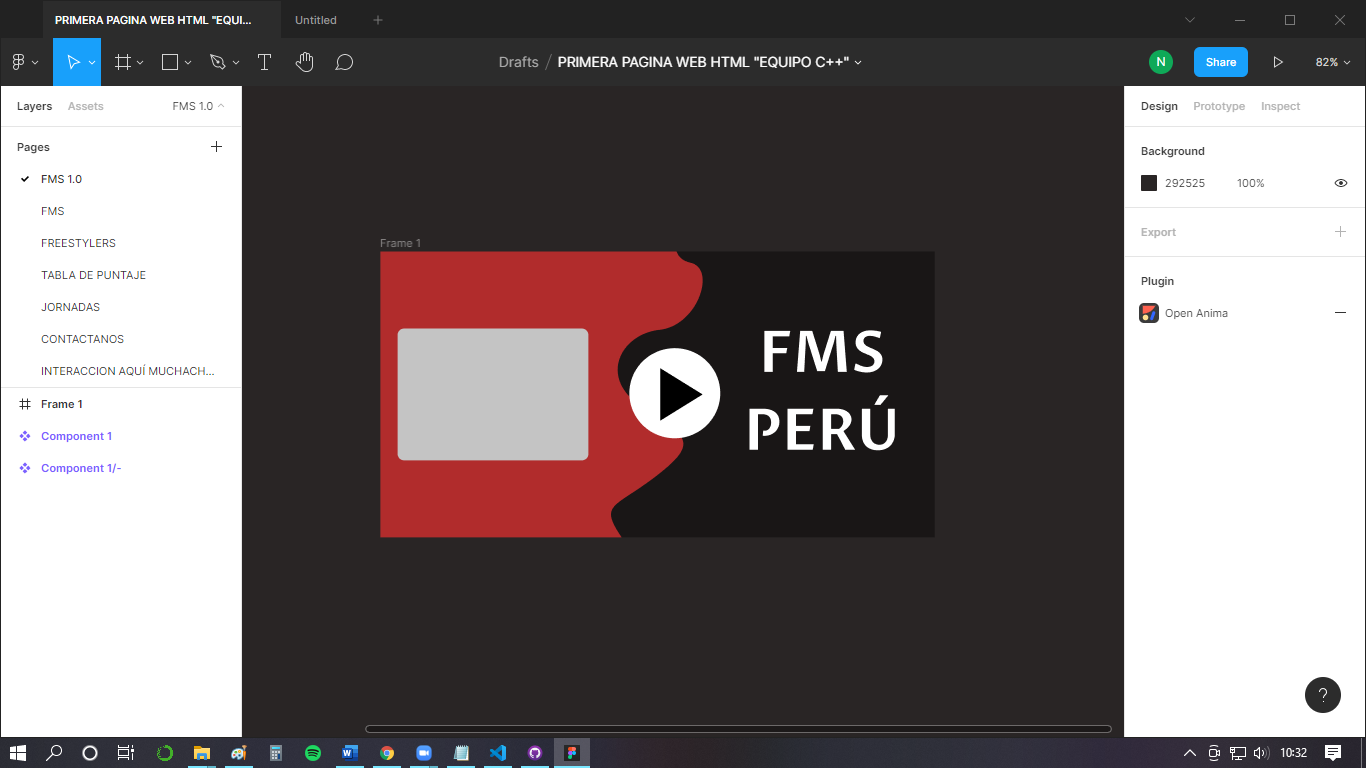 PRIMERA PAGINA WEB HTML "EQUI...
Untitled
Drafts / PRIMERA PAGINA WEB HTML "EQUIPO C++"
N
Share
82%
Layers
Assets
FMS 1.0
Pages
FMS 1.0
FMS
FREESTYLERS
TABLA DE PUNTAJE
JORNADAS
CONTACTANOS
INTERACCION AQUÍ MUCHACH...
Frame 1
Component 1
Component 1/-
Frame 1
FMS
PERÚ
Design
Prototype
Inspect
Background
292525
100%
Export
Plugin
Open Anima
?
10:32